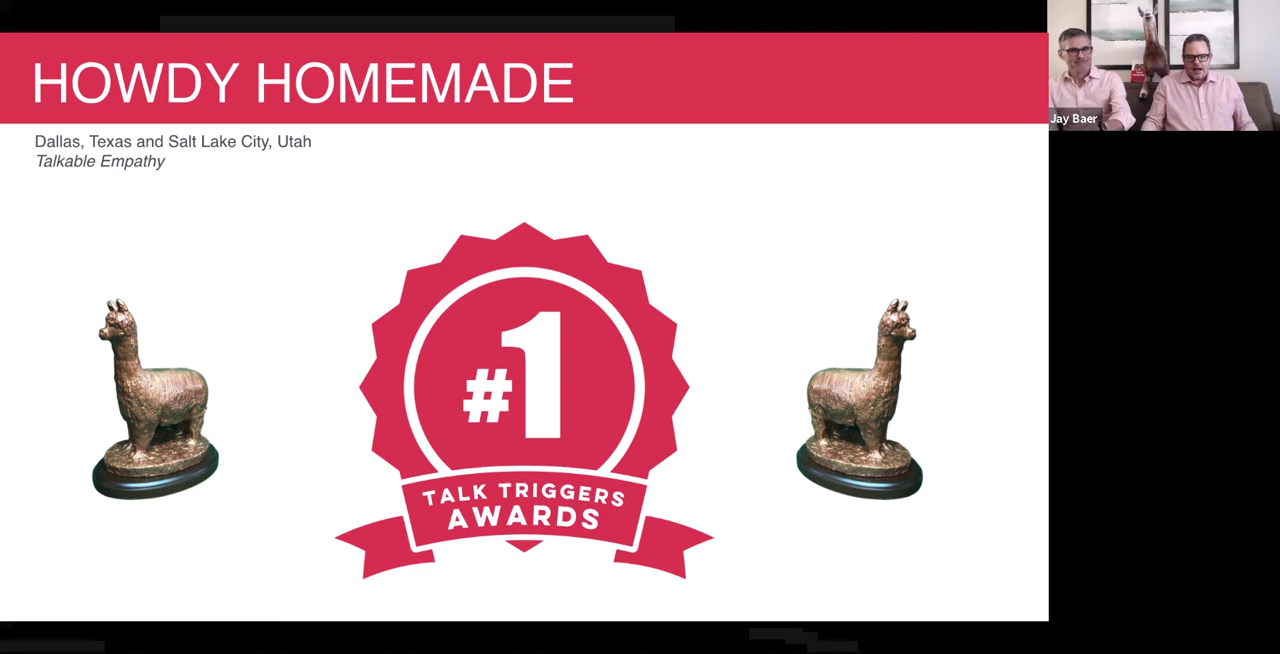 HOWDY HOMEMADE
Dallas, Texas and Salt Lake City, Utah
Talkable Empathy
#1
TALK TRIGGERS
AWARDS
Jay Baer